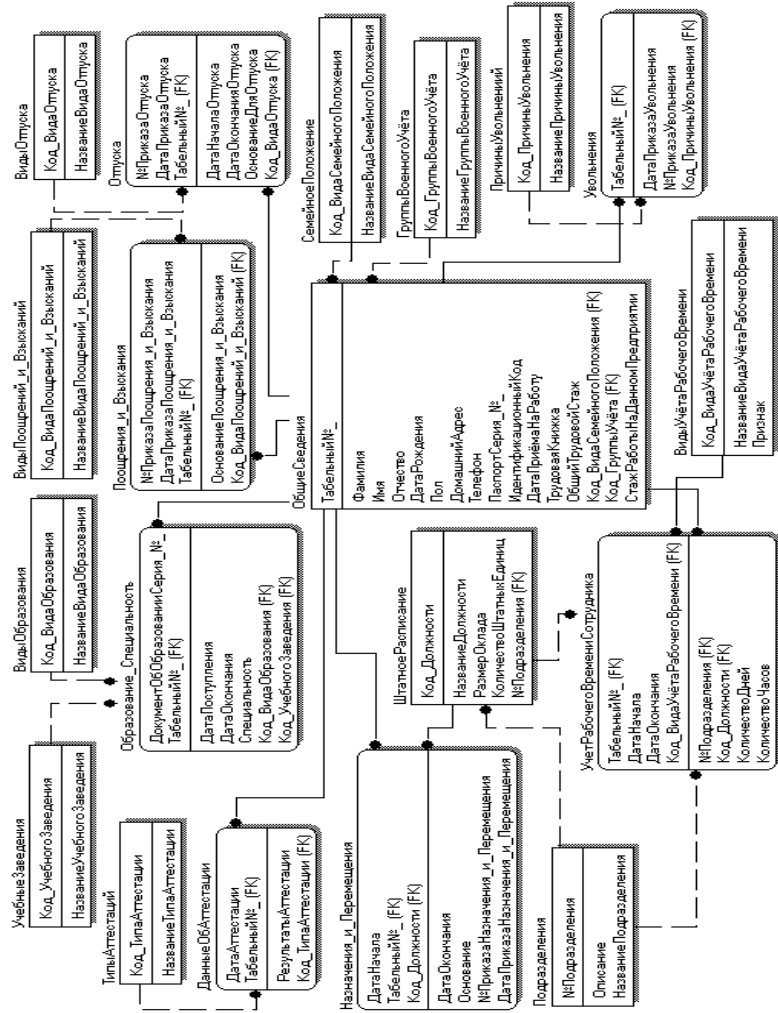 УчебныеЗаведения
Код_УчебногоЗаведения
НазваниеУчебногоЗаведения
ВидыОбразования
Код_ВидаОбразования
НазваниеВидаОбразования
ВидыПоощрений_и_Взысканий
Код_ВидаПоощрений_и_Взысканий
НазваниеВидаПоощрений_и_Взысканий
ВидыОтпуска
Код_ВидаОтпуска
НазваниеВидаОтпуска
ТипыАттестаций
Код_ТипаАттестации
НазваниеТипаАттестации
Образование_Специальность
ДокументОбОбразованииСерия_№_
Табельный№_ (FK)
ДатаПоступления
ДатаОкончания
Специальность
Код_ВидаОбразования (FK)
Код_УчебногоЗаведения (FK)
Поощрения_и_Взыскания
№ПриказаПоощрения_и_Взыскания
ДатаПриказаПоощрения_и_Взыскания
Табельный№_ (FK)
ОснованиеПоощрения_и_Взыскания
Код_ВидаПоощрений_и_Взысканий (FK)
Отпуска
№ПриказаОтпуска
ДатаПриказаОтпуска
Табельный№_ (FK)
ДатаНачалаОтпуска
ДатаОкончанияОтпуска
ОснованиеДляОтпуска
Код_ВидаОтпуска (FK)
ДанныеОбАттестации
ДатаАттестации
Табельный№_ (FK)
РезультатыАттестации
Код_ТипаАттестации (FK)
ОбщиеСведения
Табельный№_
Фамилия
Имя
Отчество
ДатаРождения
Пол
ДомашнийАдрес
Телефон
ПаспортСерия_№_
ИдентификационныйКод
ДатаПриёмаНаРаботу
ТрудоваяКнижка
ОбщийТрудовойСтаж
Код_ВидаСемейногоПоложения (FK)
Код_ГруппыУчёта (FK)
СтажРаботыНаДанномПредприятии
СемейноеПоложение
Код_ВидаСемейногоПоложения
НазваниеВидаСемейногоПоложения
ГруппыВоенногоУчёта
Код_ГруппыВоенногоУчёта
НазваниеГруппыВоенногоУчёта
ПричиныУвольнений
Код_ПричиныУвольнения
НазваниеПричиныУвольнения
Увольнения
Табельный№_ (FK)
ДатаПриказаУвольнения
№ПриказаУвольнения
Код_ПричиныУвольнения (FK)
Назначения_и_Перемещения
ДатаНачала
Табельный№_ (FK)
Код_Должности (FK)
ДатаОкончания
Основание
№ПриказаНазначения_и_Перемещения
ДатаПриказаНазначения_и_Перемещения
ШтатноеРасписание
Код_Должности
НазваниеДолжности
РазмерОклада
КоличествоШтатныхЕдиниц
№Подразделения (FK)
Подразделения
№Подразделения
Описание
НазваниеПодразделения
УчетРабочегоВремениСотрудника
Табельный№_ (FK)
ДатаНачала
ДатаОкончания
Код_ВидаУчётаРабочегоВремени (FK)
№Подразделения (FK)
Код_Должности (FK)
КоличествоДней
КоличествоЧасов
ВидыУчётаРабочегоВремени
Код_ВидаУчётаРабочегоВремени
НазваниеВидаУчётаРабочегоВремени
Признак